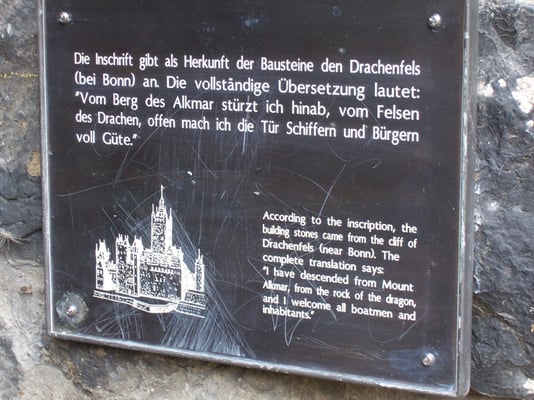 Die Inschrift gibt als Herkunft der Bausteine den Drachenfels
(bei Bonn) an. Die vollständige Übersetzung lautet:
"Vom Berg des Alkmar stürzt ich hinab, vom Felsen
des Drachen, offen mach ich die Tür Schiffern und Bürgern
voll Güte."
According to the inscription, the
building stones came from the cliff of
Drachenfels (near Bonn). The
complete translation says:
"I have descended from Mount
Alkmar, from the rock of the dragon,
and I welcome all boatmen and
inhabitants."